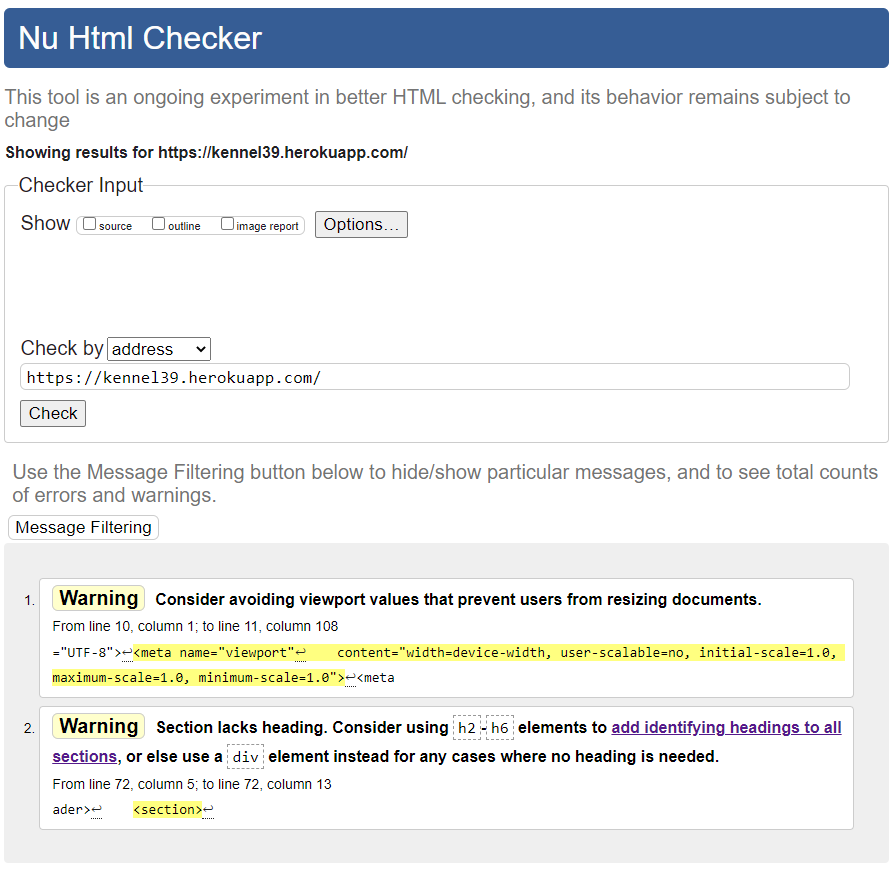 Nu Html Checker
This tool is an ongoing experiment in better HTML checking, and its behavior remains subject to
change
Showing results for https://kennel39.herokuapp.com/
Checker Input
Show source outline image report Options...
Check by address
https://kennel39.herokuapp.com/
Check
Use the Message Filtering button below to hide/show particular messages, and to see total counts
of errors and warnings.
Message Filtering
1. Warning Consider avoiding viewport values that prevent users from resizing documents.
From line 10, column 1; to line 11, column 108
="UTF-8">↩<meta name="viewport"↩ content="width=device-width, user-scalable=no, initial-scale=1.0,
maximum-scale=1.0, minimum-scale=1.0">↩<meta
2. Warning Section lacks heading. Consider using h2-h6 elements to add identifying headings to all
sections, or else use a div element instead for any cases where no heading is needed.
From line 72, column 5; to line 72, column 13
ader>↩ <section>↩